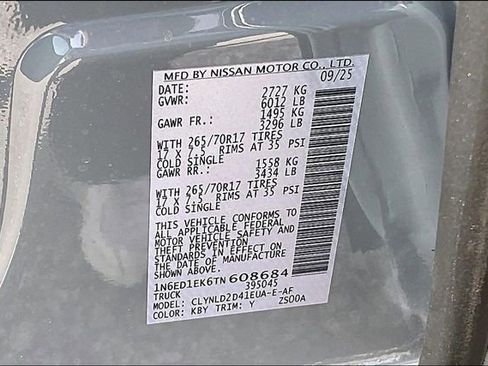 MFD BY NISSAN MOTOR CO., LTD.
DATE: 09/25
GVWR: 2727 KG
6012 LB
GAWR FR.: 1495 KG
3296 LB
WITH 265/70R17 TIRES
17 X 7.5 RIMS AT 35 PSI
COLD SINGLE
GAWR RR.: 1558 KG
3434 LB
WITH 265/70R17 TIRES
17 X 7.5 RIMS AT 35 PSI
COLD SINGLE
THIS VEHICLE CONFORMS TO
ALL APPLICABLE FEDERAL
MOTOR VEHICLE SAFETY AND
THEFT PREVENTION
STANDARDS IN EFFECT ON
THE DATE OF MANUFACTURE
SHOWN ABOVE.
1N6ED1EK6TN608684
TRUCK 395045
MODEL: CLYNLD2D41EUA-E-AF
COLOR: KBY TRIM: Y ZS00A